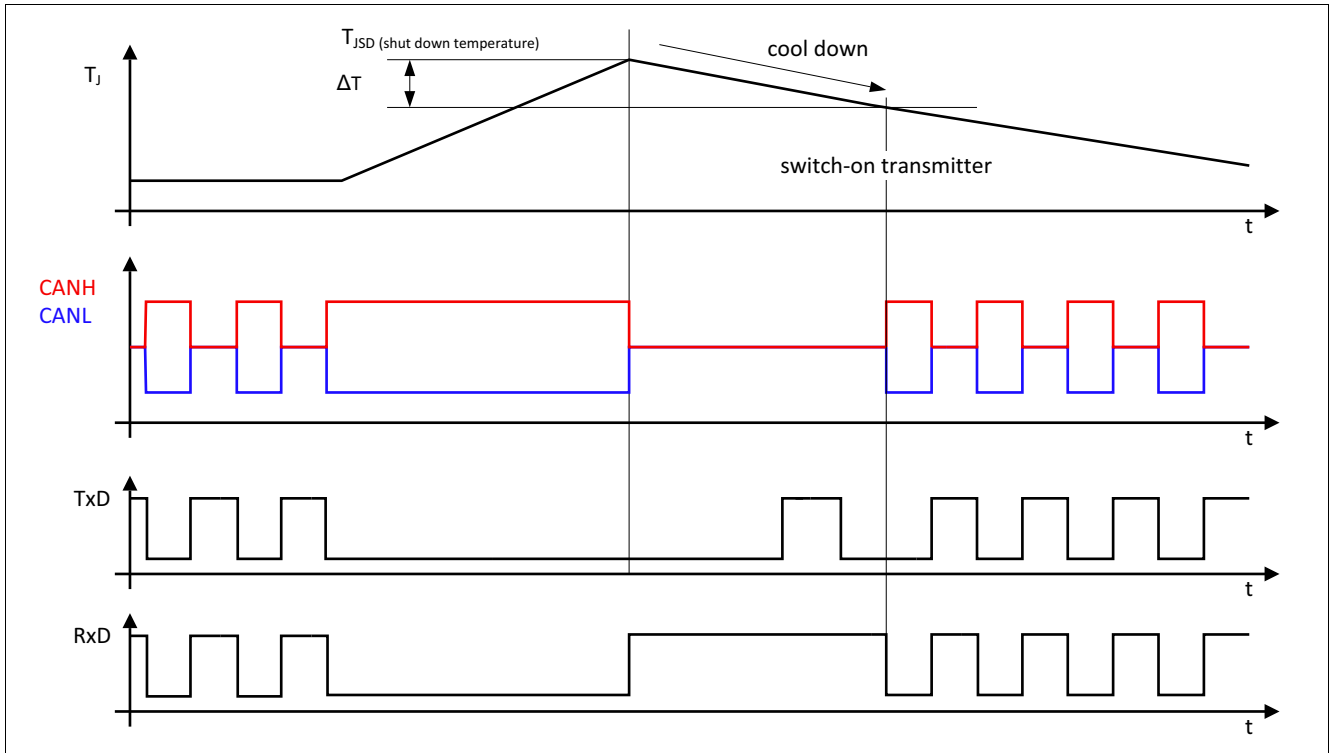 TJSD (shut down temperature)
cool down
TJ
ΔT
switch-on transmitter
t
CANH
CANL
t
TxD
t
RxD
t